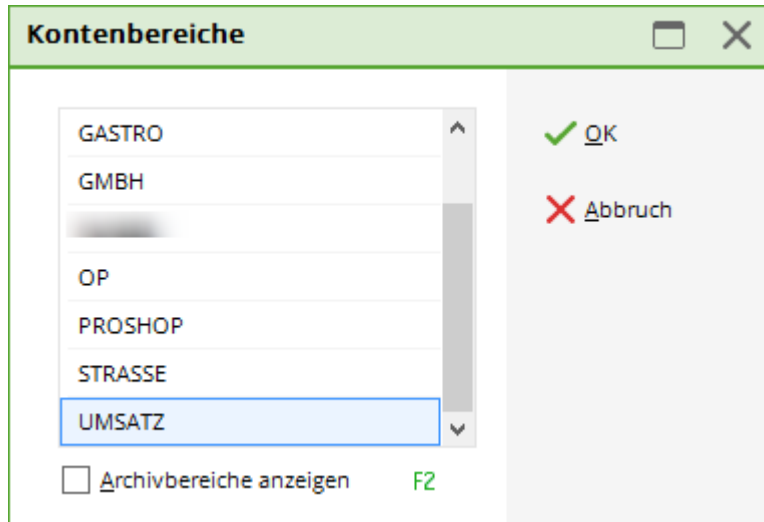 Kontenbereiche
GASTRO
GMBH
OP
PROSHOP
STRASSE
UMSATZ
Archivbereiche anzeigen F2
OK
Abbruch